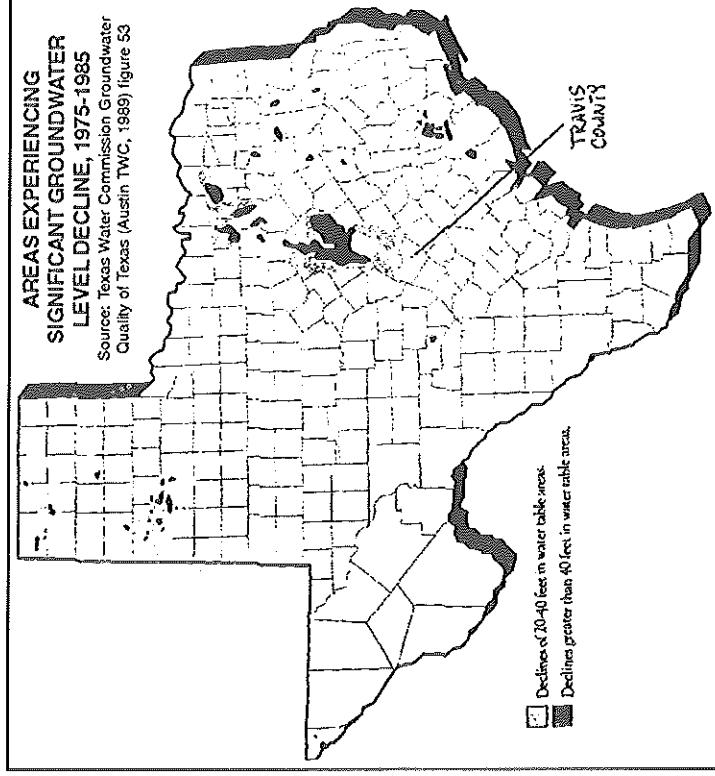 AREAS EXPERIENCING
SIGNIFICANT GROUNDWATER
LEVEL DECLINE, 1975-1985
Source: Texas Water Commission Groundwater
Quality of Texas (Austin TWC, 1989) figure 53
TRAVIS
COUNTY
Declines of 20-40 feet in water table areas.
Declines greater than 40 feet in water table areas.